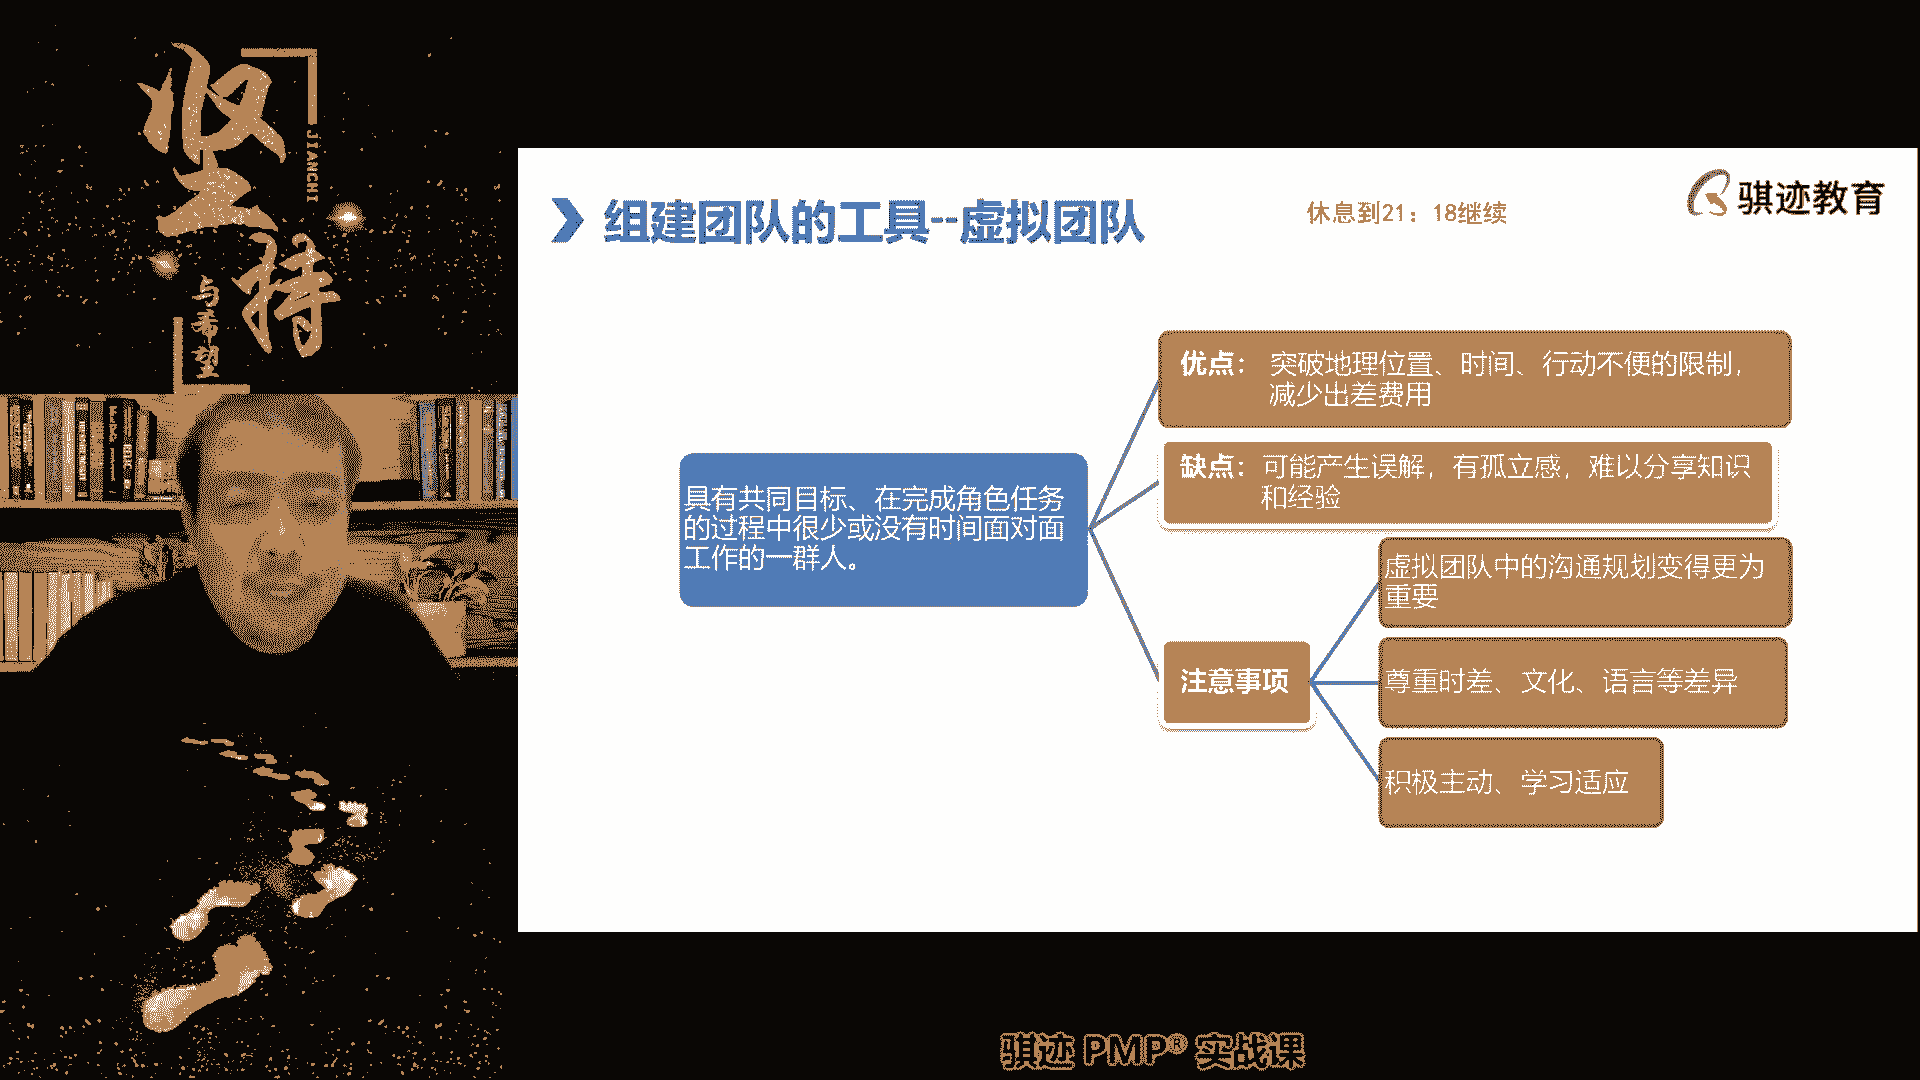 坚持
JIANCHI
与希望
组建团队的工具--虚拟团队
休息到21：18继续
骐迹教育
优点： 突破地理位置、时间、行动不便的限制，
减少出差费用
缺点： 可能产生误解，有孤立感，难以分享知识
和经验
具有共同目标、在完成角色任务
的过程中很少或没有时间面对面
工作的一群人。
注意事项
虚拟团队中的沟通规划变得更为
重要
尊重时差、文化、语言等差异
积极主动、学习适应
骐迹 PMP® 实战课